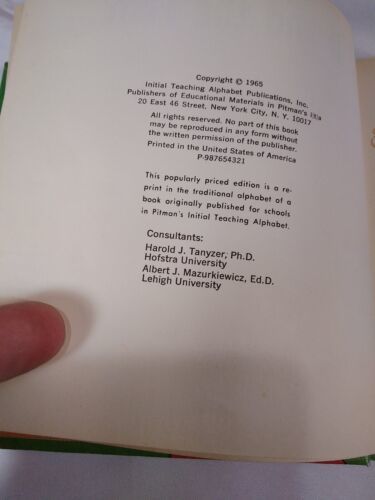 Copyright © 1965
Initial Teaching Alphabet Publications, Inc.
Publishers of Educational Materials in Pitman's i/t/a
20 East 46 Street, New York City, N. Y. 10017
All rights reserved. No part of this book
may be reproduced in any form without
the written permission of the publisher.
Printed in the United States of America
P-987654321
This popularly priced edition is a re-
print in the traditional alphabet of a
book originally published for schools
in Pitman's Initial Teaching Alphabet.
Consultants:
Harold J. Tanyzer, Ph.D.
Hofstra University
Albert J. Mazurkiewicz, Ed.D.
Lehigh University